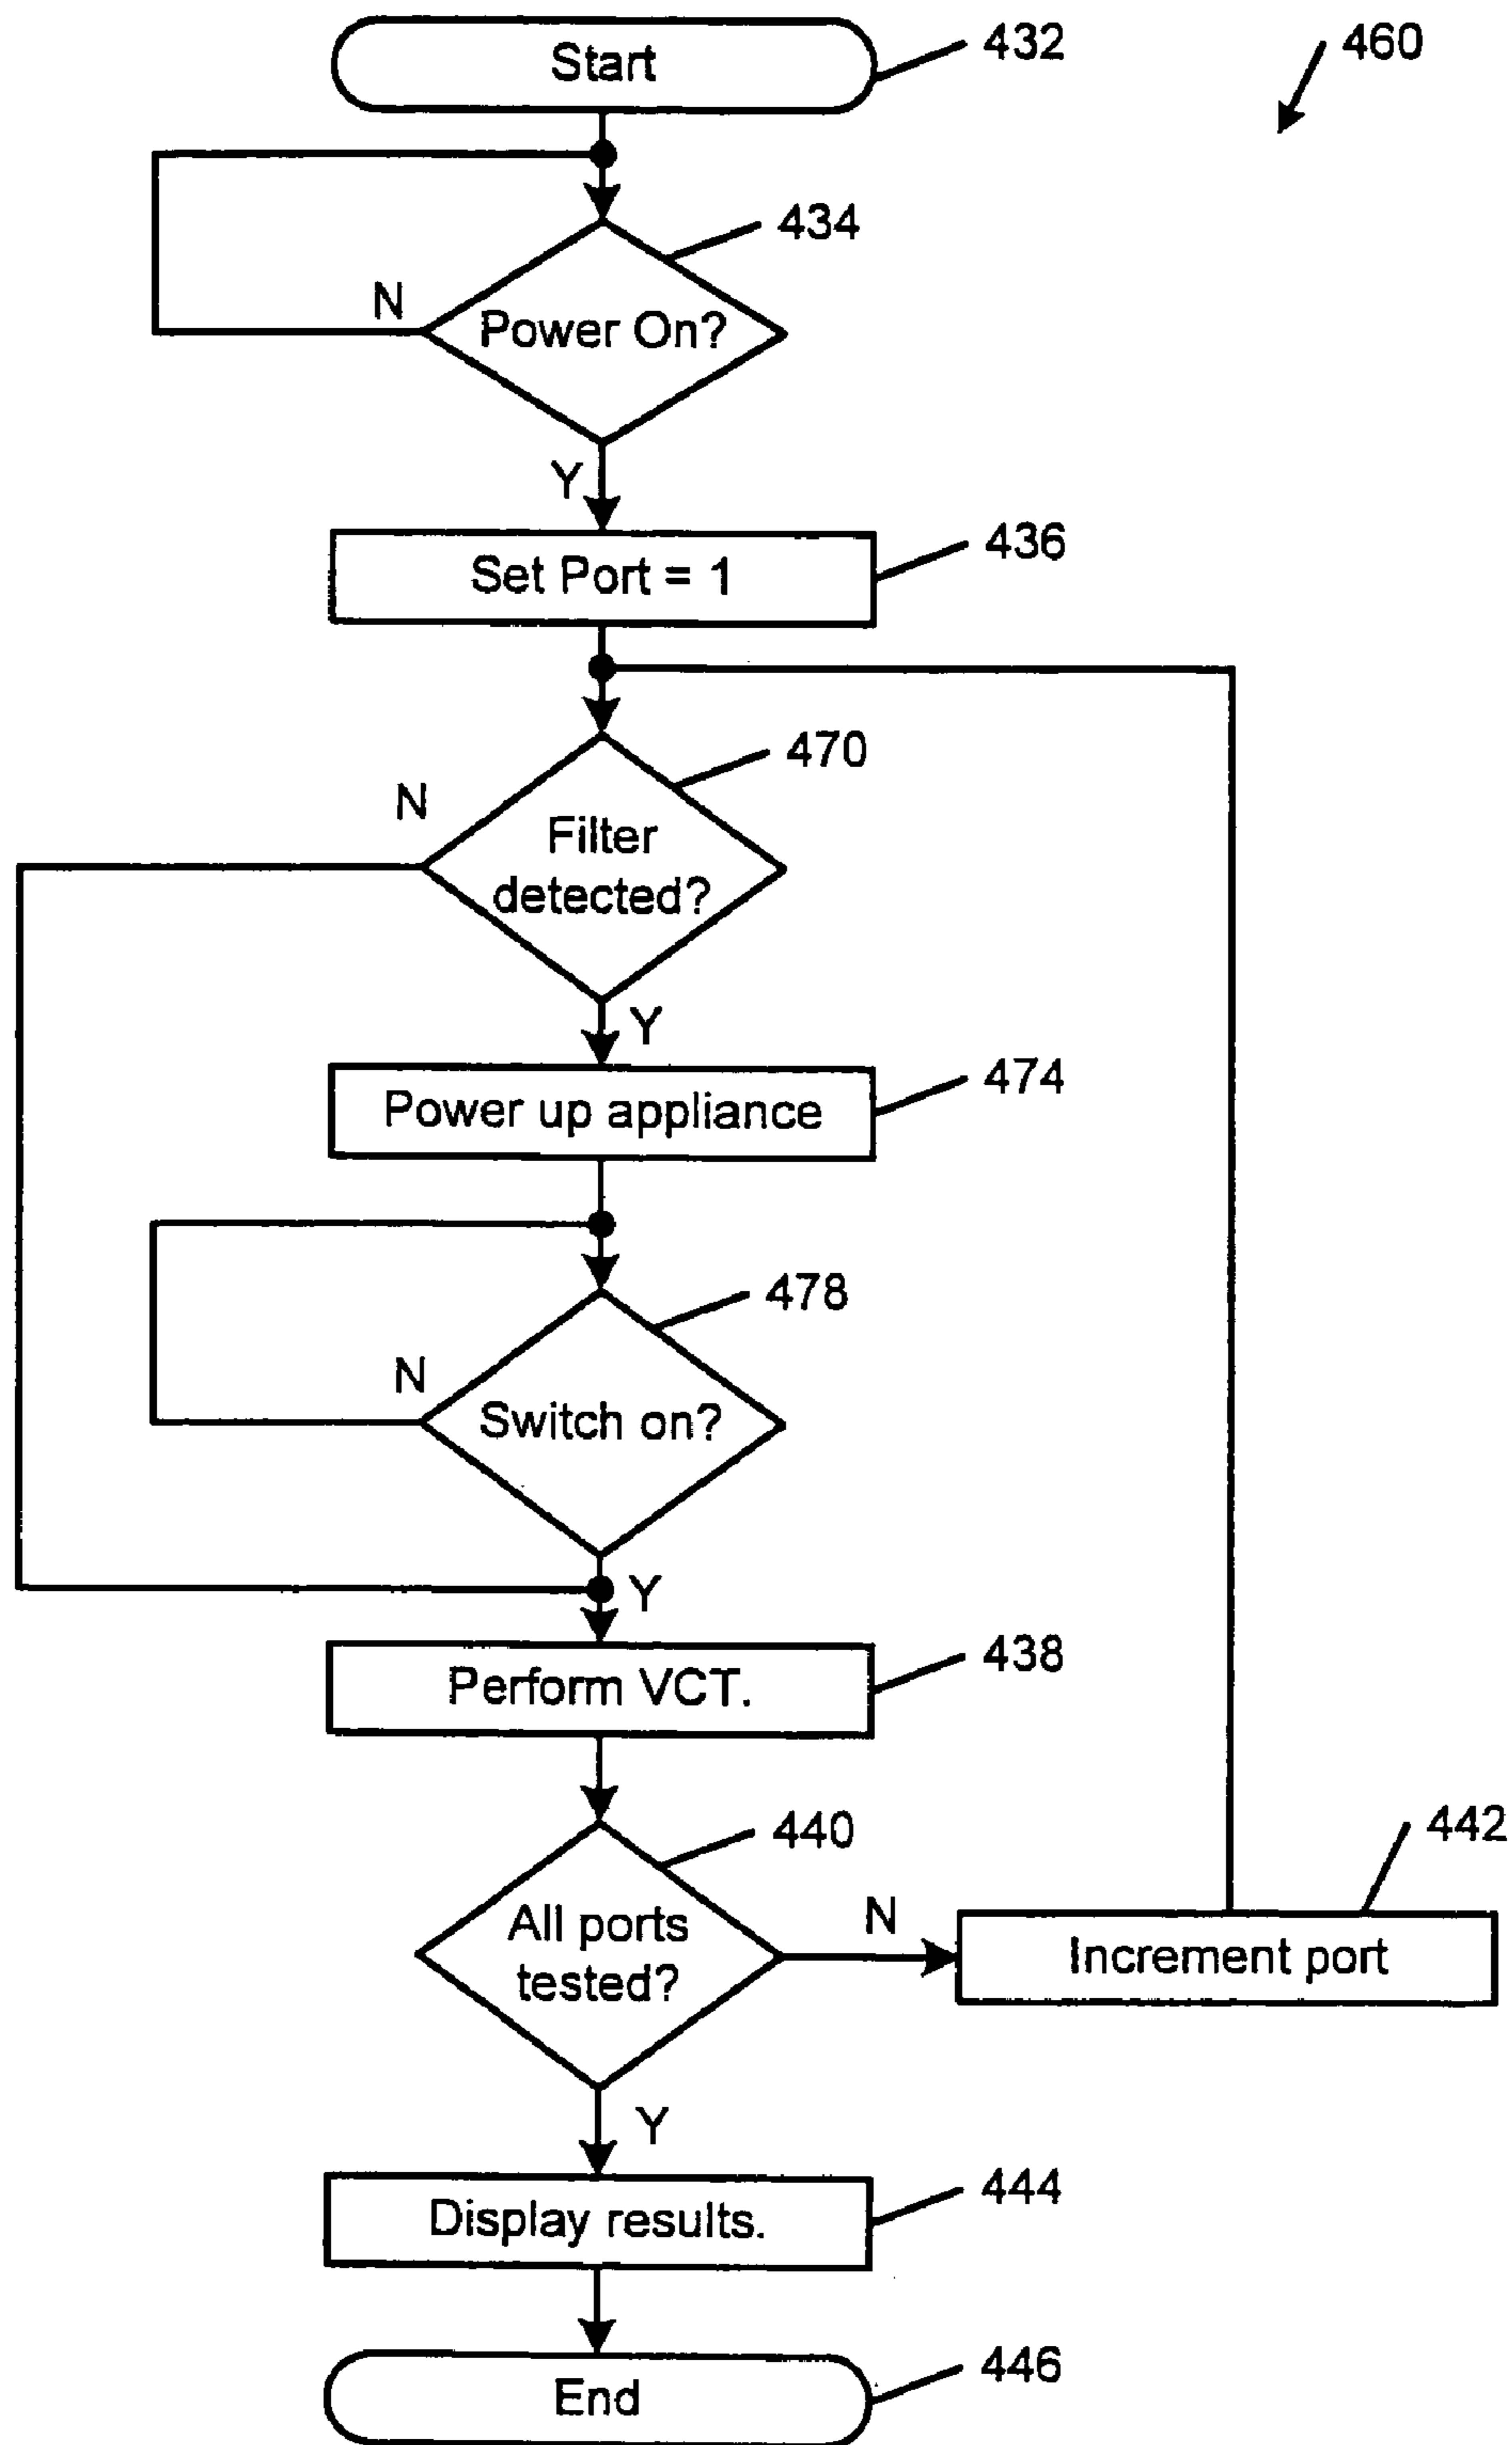 Start
432
460
434
N
Power On?
Y
436
Set Port = 1
470
N
Filter
detected?
Y
474
Power up appliance
478
N
Switch on?
Y
438
Perform VCT.
440
442
All ports
tested?
N
Increment port
Y
444
Display results.
446
End